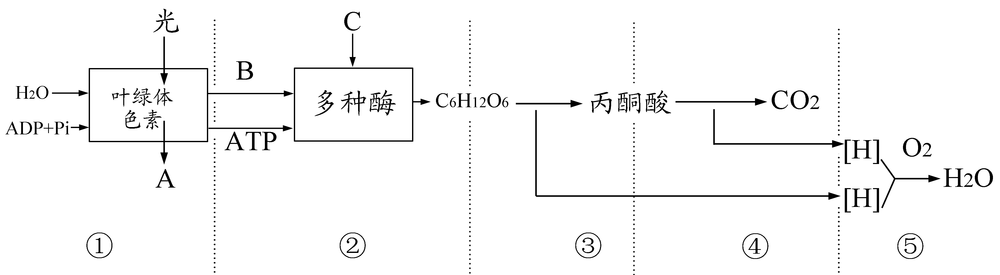 光
C
B
H2O
叶绿体
色素
多种酶
C6H12O6
丙酮酸
CO2
ADP+Pi
ATP
[H]
O2
A
H2O
[H]
①
②
③
④
⑤